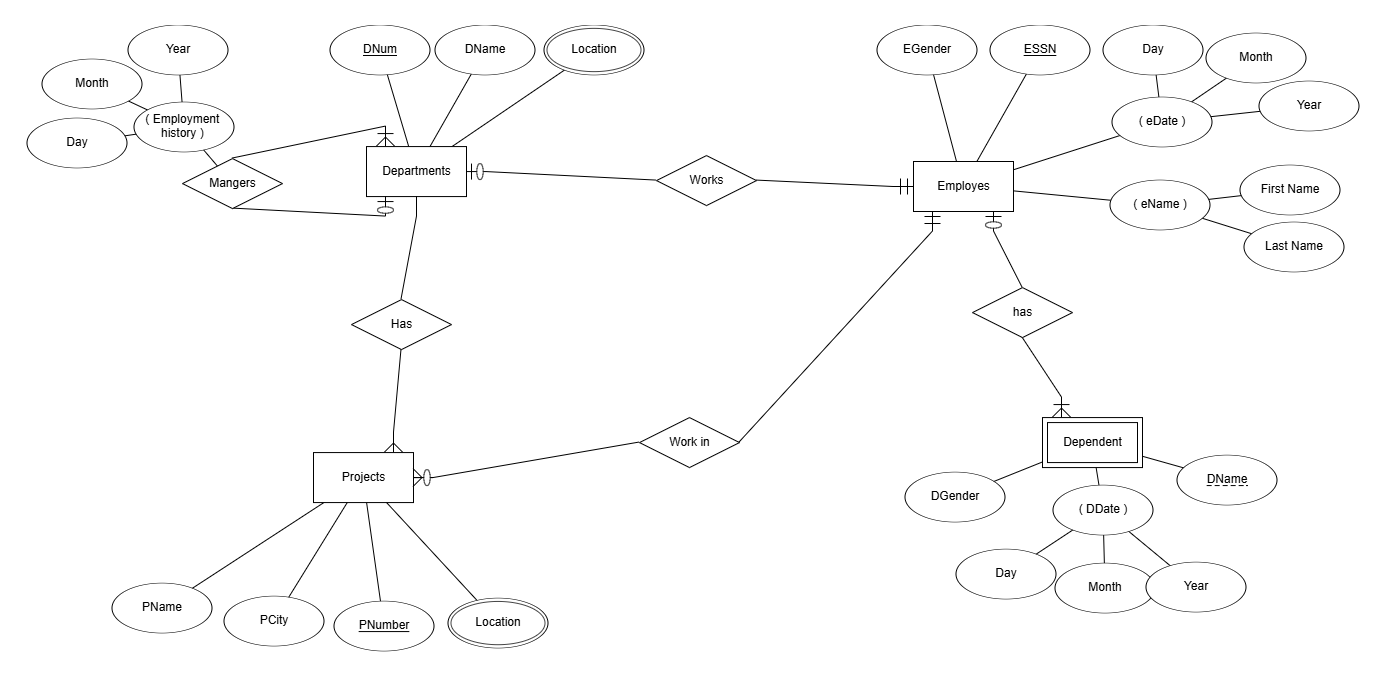 Year
DNum
DName
Location
EGender
ESSN
Day
Month
Month
Year
Day
( Employment
history )
( eDate )
Mangers
Departments
Works
Employes
First Name
( eName )
Last Name
Has
has
Work in
Dependent
Projects
DName
DGender
( DDate )
Day
Month
Year
PName
PCity
PNumber
Location